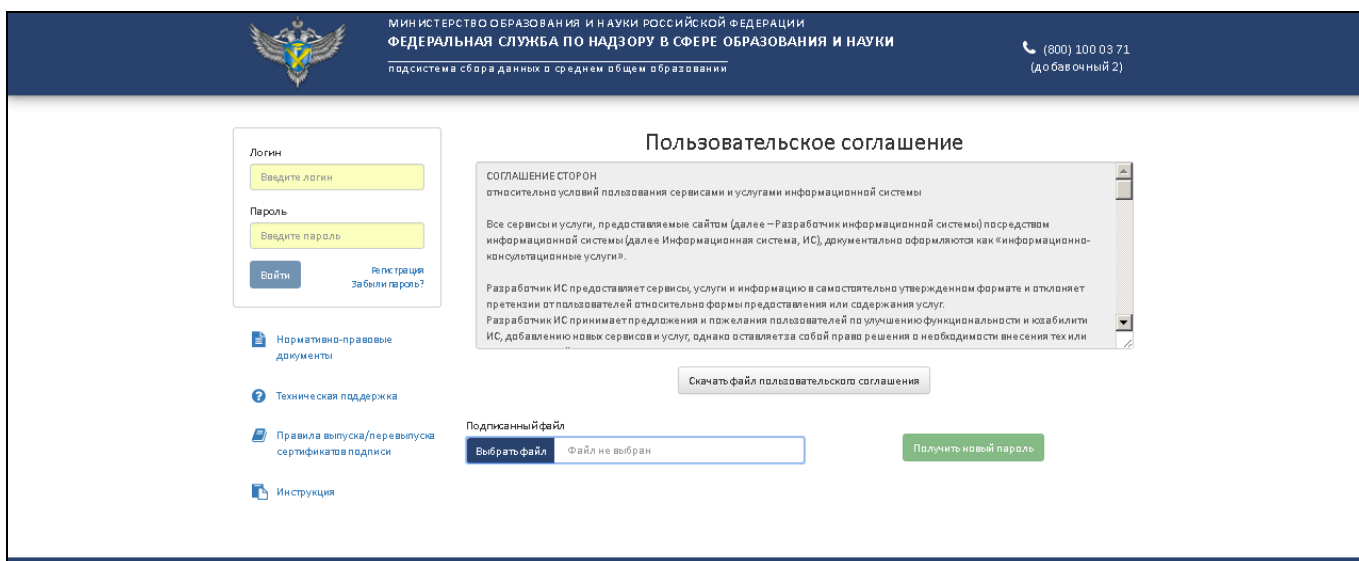 МИНИСТЕРСТВО ОБРАЗОВАНИЯ И НАУКИ РОССИЙСКОЙ ФЕДЕРАЦИИ
ФЕДЕРАЛЬНАЯ СЛУЖБА ПО НАДЗОРУ В СФЕРЕ ОБРАЗОВАНИЯ И НАУКИ
подсистема сбора данных о среднем общем образовании
(800) 100 03 71
(добавочный 2)
Логин
Введите логин
Пароль
Введите пароль
Войти
Регистрация
Забыли пароль?
Нормативно-правовые
документы
Техническая поддержка
Правила выпуска/перевыпуска
сертификатов подписи
Инструкция
Пользовательское соглашение
СОГЛАШЕНИЕ СТОРОН
относительно условий пользования сервисами и услугами информационной системы
Все сервисы и услуги, предоставляемые сайтом (далее — Разработчик информационной системы) посредством
информационной системы (далее Информационная система, ИС), документально оформляются как «информационно-
консультационные услуги».
Разработчик ИС предоставляет сервисы, услуги и информацию в самостоятельно утвержденном формате и отклоняет
претензии от пользователей относительно формы предоставления или содержания услуг.
Разработчик ИС принимает предложения и пожелания пользователей по улучшению функциональности и юзабилити
ИС, добавлению новых сервисов и услуг, однако оставляет за собой право решения о необходимости внесения тех или
Скачать файл пользовательского соглашения
Подписанный файл
Выбрать файл
Файл не выбран
Получить новый пароль